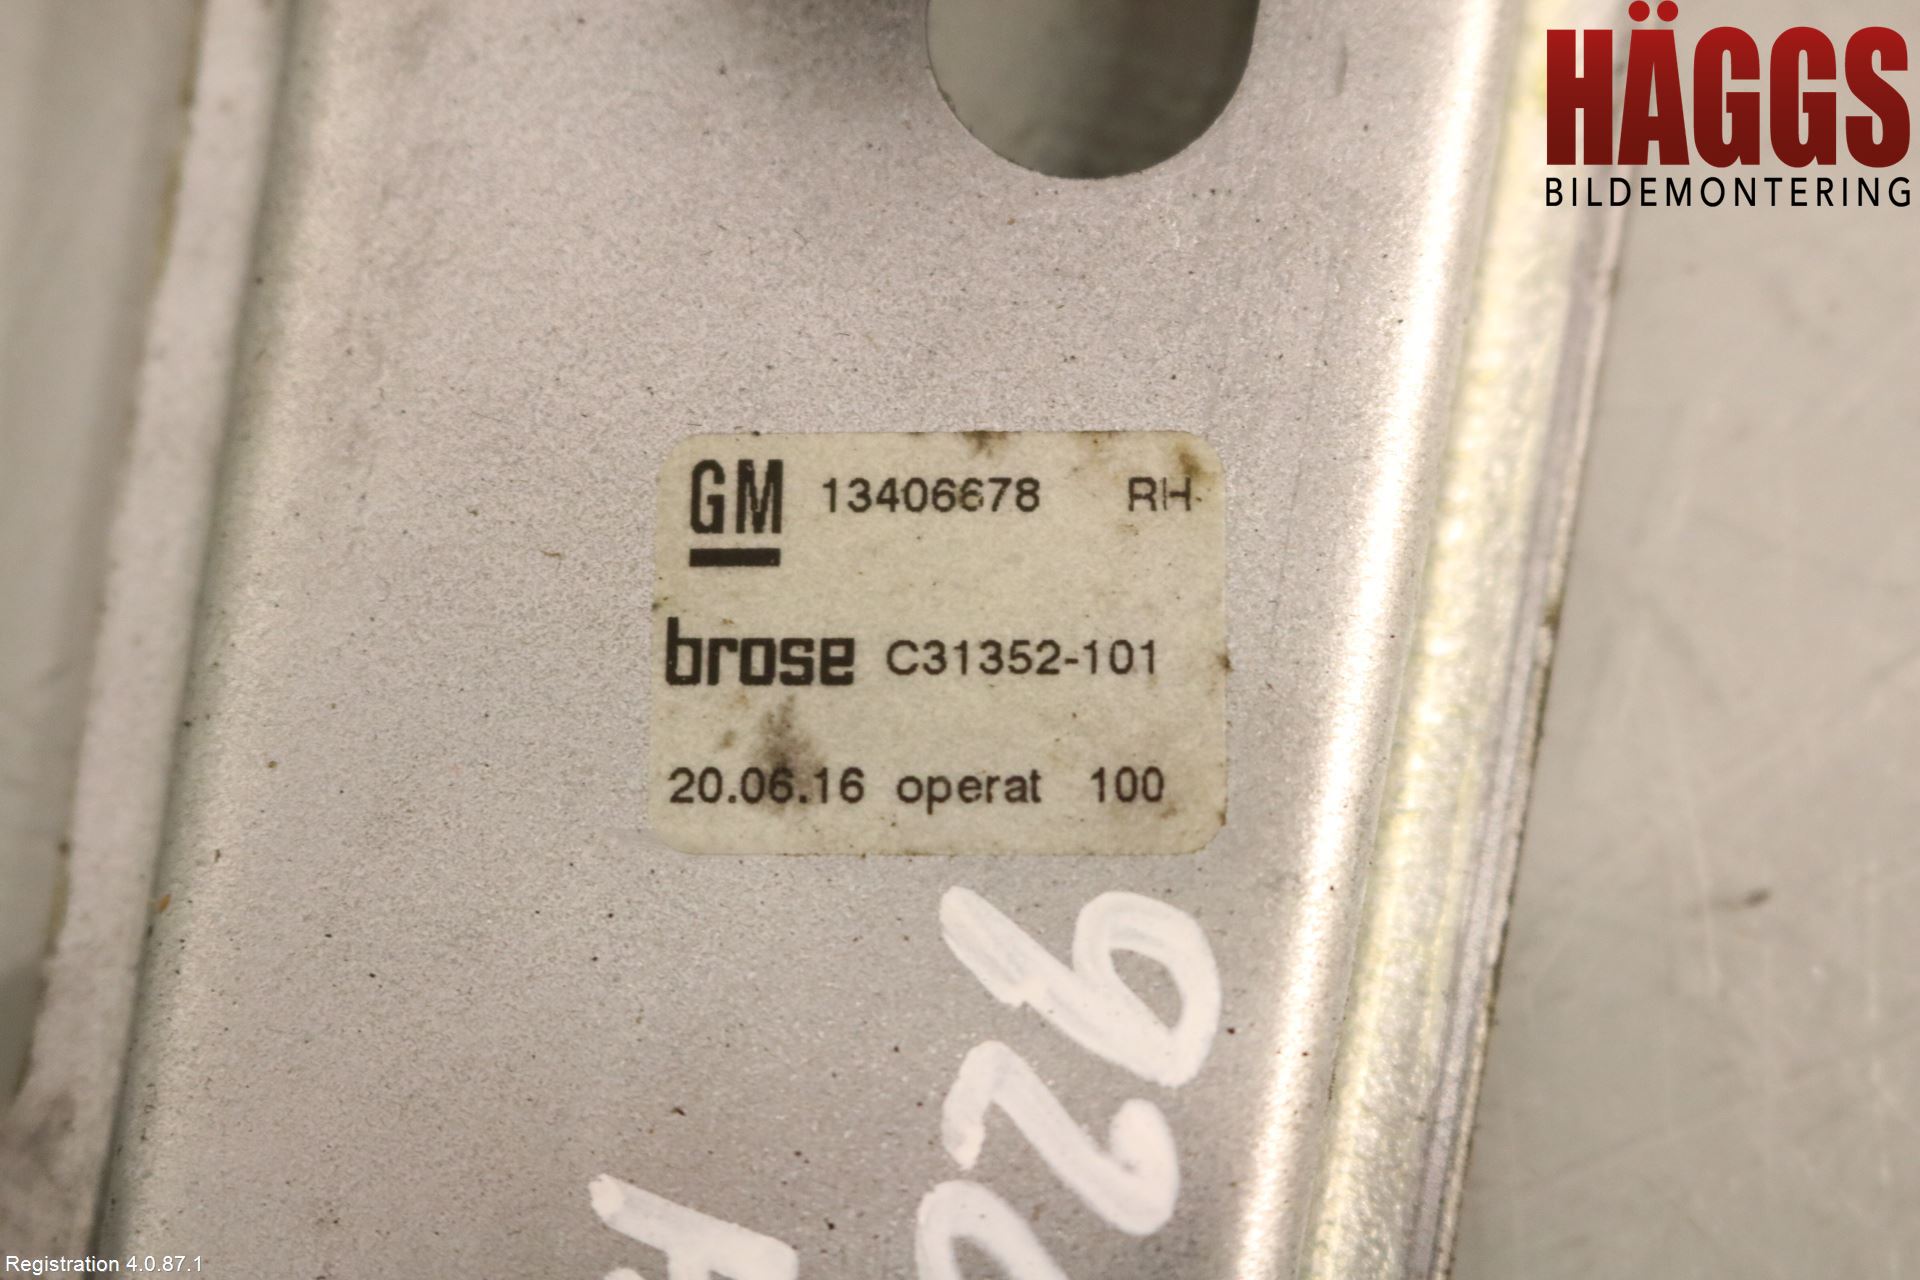 HÄGGS
BILDEMONTERING
GM 13406678 RH
brose C31352-101
20.06.16 operat 100
Registration 4.0.87.1